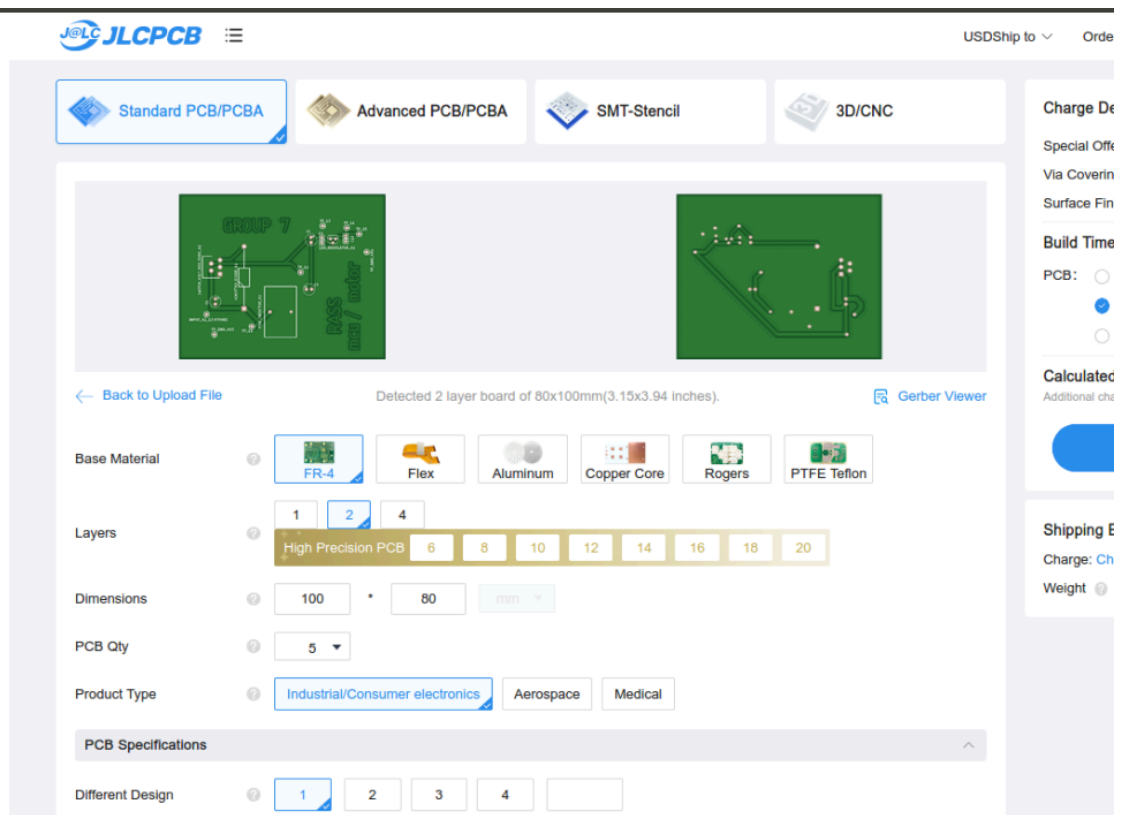 J@LC JLCPCB
USDShip to
Orde
Standard PCB/PCBA
Advanced PCB/PCBA
SMT-Stencil
3D/CNC
GROUP 7
RASS
mcu / motor
Back to Upload File
Detected 2 layer board of 80x100mm(3.15x3.94 inches).
Gerber Viewer
Base Material
FR-4 Flex Aluminum Copper Core Rogers PTFE Teflon
Layers
1 2 4
High Precision PCB 6 8 10 12 14 16 18 20
Dimensions
100 * 80 mm
PCB Qty
5
Product Type
Industrial/Consumer electronics Aerospace Medical
PCB Specifications
Different Design
1 2 3 4
Charge De
Special Offe
Via Coverin
Surface Fin
Build Time
PCB:
Calculated
Additional cha
Shipping E
Charge: Ch
Weight